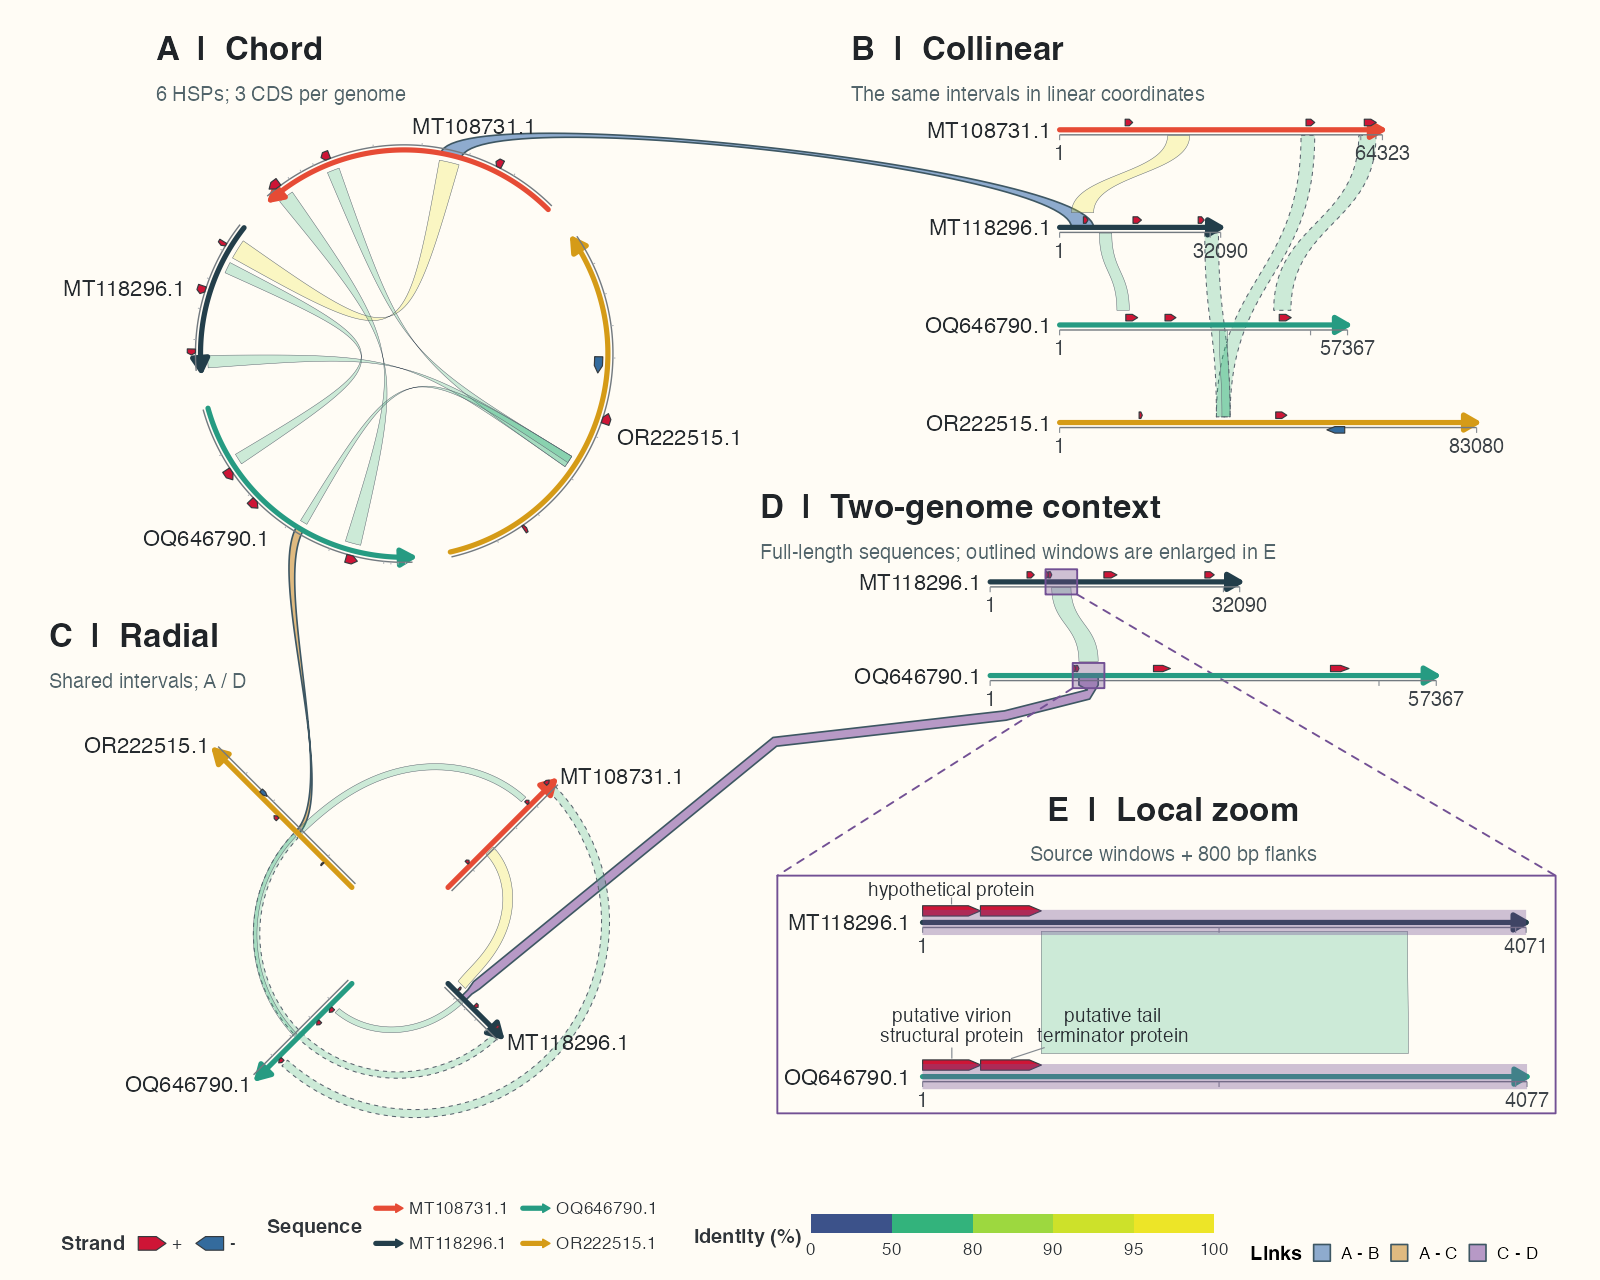 A | Chord
6 HSPs; 3 CDS per genome
MT108731.1
MT118296.1
OQ646790.1
OR222515.1
B | Collinear
The same intervals in linear coordinates
MT108731.1
1
64323
MT118296.1
1
32090
OQ646790.1
1
57367
OR222515.1
1
83080
C | Radial
Shared intervals; A / D
OR222515.1
MT108731.1
MT118296.1
OQ646790.1
D | Two-genome context
Full-length sequences; outlined windows are enlarged in E
MT118296.1
1
32090
OQ646790.1
1
57367
E | Local zoom
Source windows + 800 bp flanks
hypothetical protein
MT118296.1
1
4071
putative virion
structural protein
putative tail
terminator protein
OQ646790.1
1
4077
Strand + -
Sequence
MT108731.1
OQ646790.1
MT118296.1
OR222515.1
Identity (%)
0 50 80 90 95 100
Links A - B A - C C - D